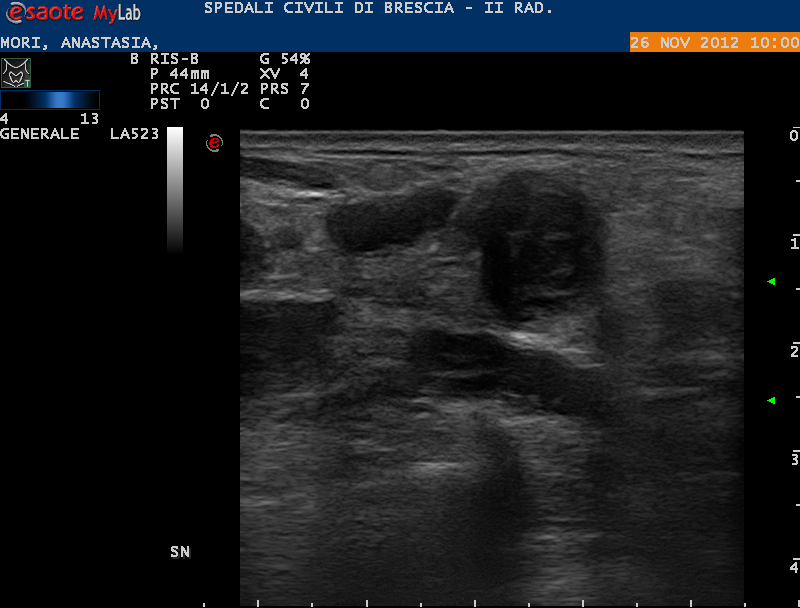 esaote MyLab SPEDALI CIVILI DI BRESCIA - II RAD.
MORI, ANASTASIA, 26 NOV 2012 10:00
B RIS-B G 54%
P 44mm XV 4
PRC 14/1/2 PRS 7
PST 0 C 0
T
4 13
GENERALE LA523
e
0
1
2
3
4
SN